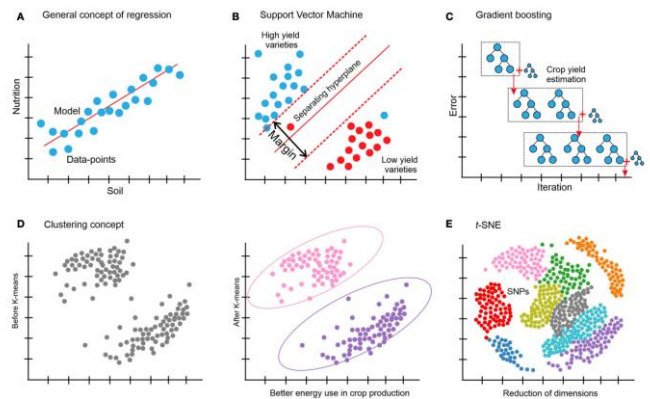 A General concept of regression
Nutrition
Model
Data-points
Soil
B Support Vector Machine
High yield
varieties
Separating hyperplane
Margin
Low yield
varieties
C Gradient boosting
Crop yield
estimation
Error
Iteration
D Clustering concept
Before K-means
After K-means
Better energy use in crop production
E t-SNE
SNPs
Reduction of dimensions